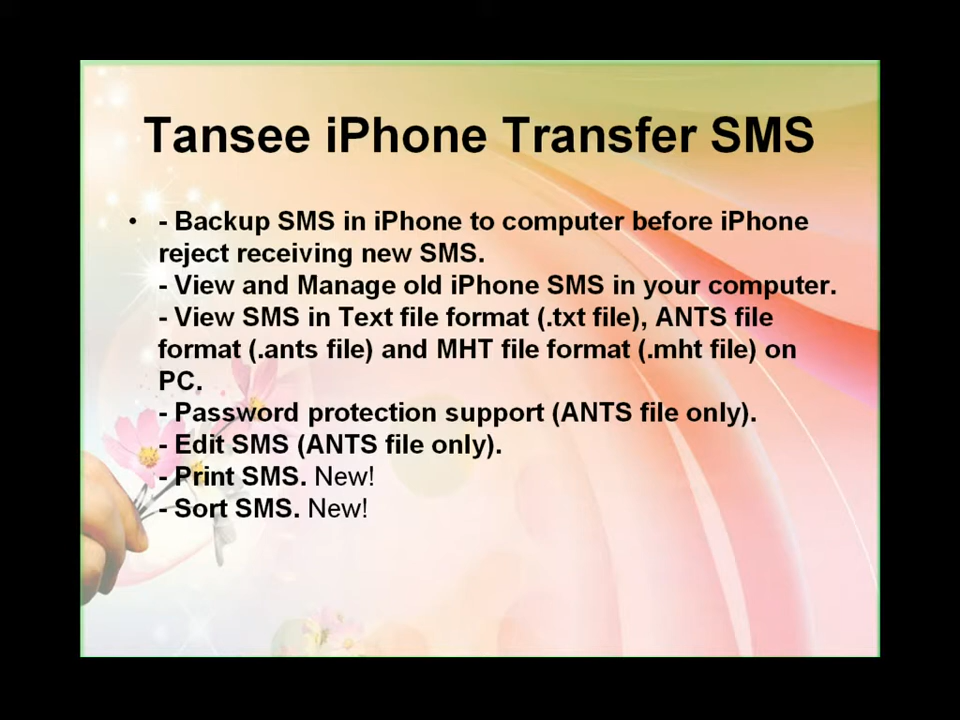 Tansee iPhone Transfer SMS
• - Backup SMS in iPhone to computer before iPhone
reject receiving new SMS.
- View and Manage old iPhone SMS in your computer.
- View SMS in Text file format (.txt file), ANTS file
format (.ants file) and MHT file format (.mht file) on
PC.
- Password protection support (ANTS file only).
- Edit SMS (ANTS file only).
- Print SMS. New!
- Sort SMS. New!